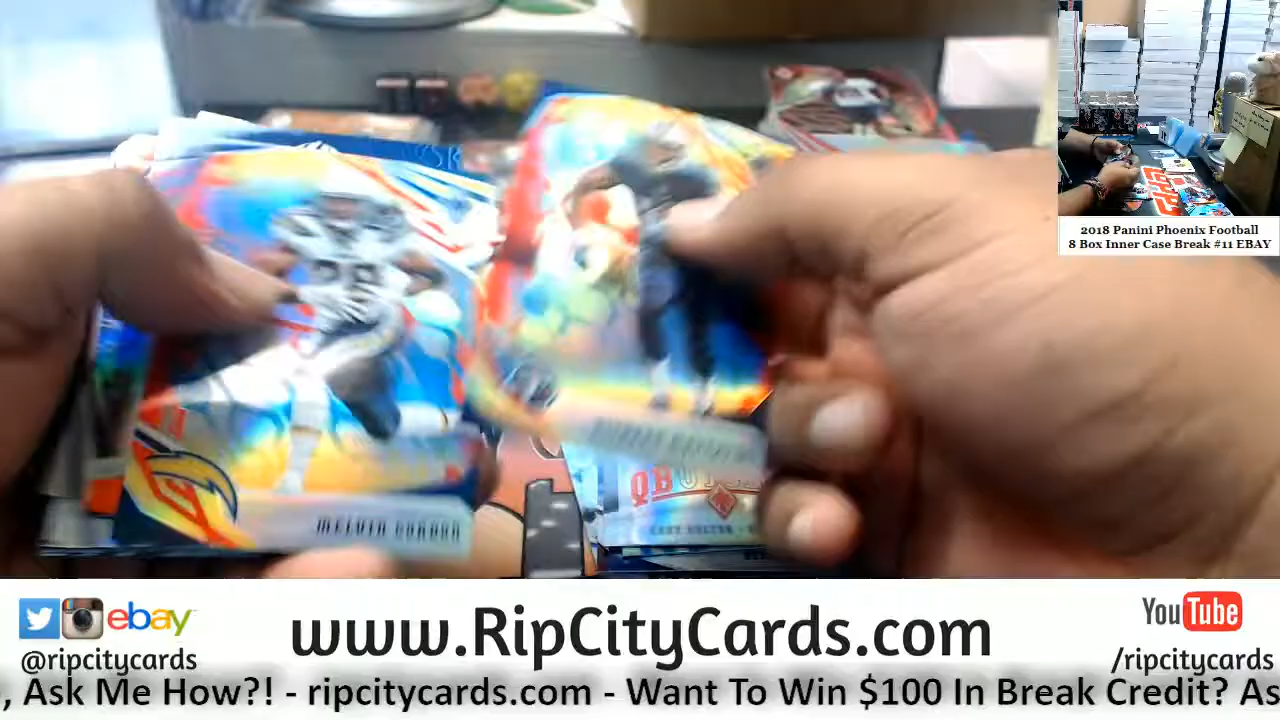 2018 Panini Phoenix Football
8 Box Inner Case Break #11 EBAY
28
MELVIN GORDON
QB
ebay
@ripcitycards
www.RipCityCards.com
YouTube
/ripcitycards
, Ask Me How?! - ripcitycards.com - Want To Win $100 In Break Credit? As